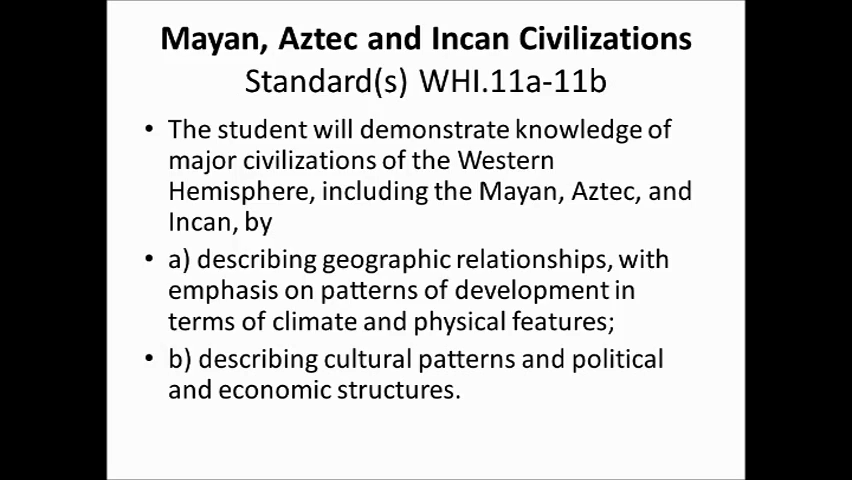 Mayan, Aztec and Incan Civilizations
Standard(s) WHI.11a-11b
• The student will demonstrate knowledge of
major civilizations of the Western
Hemisphere, including the Mayan, Aztec, and
Incan, by
• a) describing geographic relationships, with
emphasis on patterns of development in
terms of climate and physical features;
• b) describing cultural patterns and political
and economic structures.